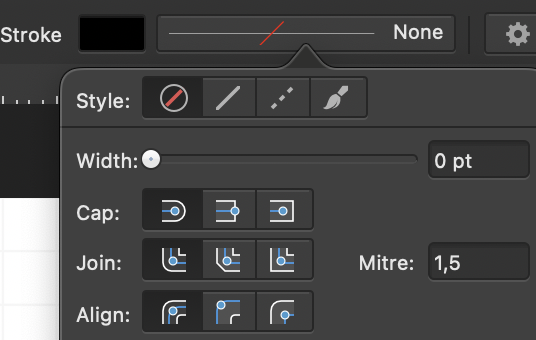 Stroke None
Style:
Width: 0 pt
Cap:
Join: Mitre: 1,5
Align: